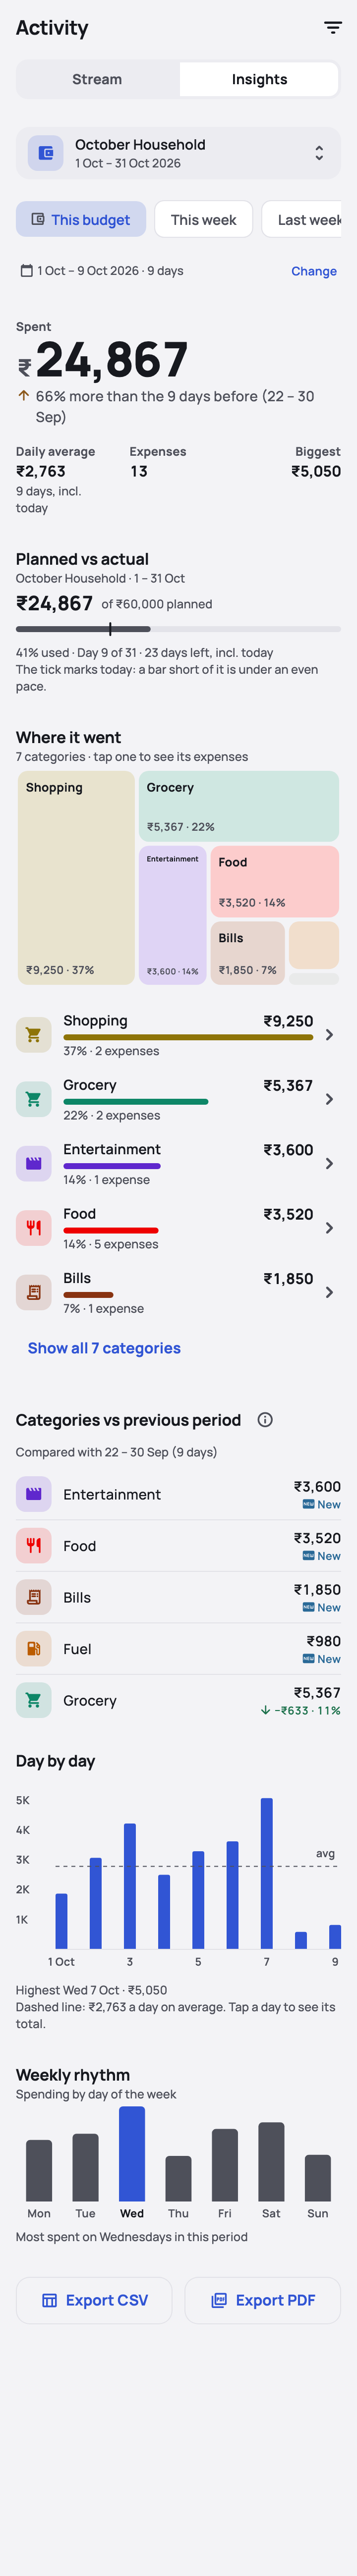 Activity
Stream
Insights
October Household
1 Oct – 31 Oct 2026
This budget
This week
Last week
1 Oct – 9 Oct 2026 · 9 days
Change
Spent
₹24,867
66% more than the 9 days before (22 – 30
Sep)
Daily average
Expenses
Biggest
₹2,763
13
₹5,050
9 days, incl.
today
Planned vs actual
October Household · 1 – 31 Oct
₹24,867 of ₹60,000 planned
41% used · Day 9 of 31 · 23 days left, incl. today
The tick marks today: a bar short of it is under an even
pace.
Where it went
7 categories · tap one to see its expenses
Shopping
₹9,250 · 37%
Grocery
₹5,367 · 22%
Entertainment
₹3,600 · 14%
Food
₹3,520 · 14%
Bills
₹1,850 · 7%
Shopping
₹9,250
37% · 2 expenses
Grocery
₹5,367
22% · 2 expenses
Entertainment
₹3,600
14% · 1 expense
Food
₹3,520
14% · 5 expenses
Bills
₹1,850
7% · 1 expense
Show all 7 categories
Categories vs previous period
Compared with 22 – 30 Sep (9 days)
Entertainment
₹3,600
NEW New
Food
₹3,520
NEW New
Bills
₹1,850
NEW New
Fuel
₹980
NEW New
Grocery
₹5,367
−₹633 · 11%
Day by day
5K
4K
3K
2K
1K
avg
1 Oct
3
5
7
9
Highest Wed 7 Oct · ₹5,050
Dashed line: ₹2,763 a day on average. Tap a day to see its
total.
Weekly rhythm
Spending by day of the week
Mon
Tue
Wed
Thu
Fri
Sat
Sun
Most spent on Wednesdays in this period
Export CSV
PDF
Export PDF